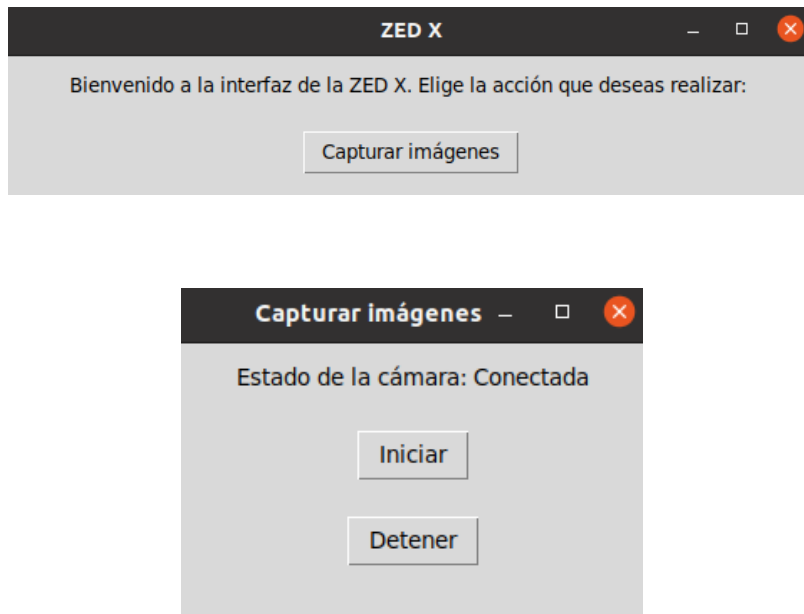 ZED X
Bienvenido a la interfaz de la ZED X. Elige la acción que deseas realizar:
Capturar imágenes
Capturar imágenes
Estado de la cámara: Conectada
Iniciar
Detener